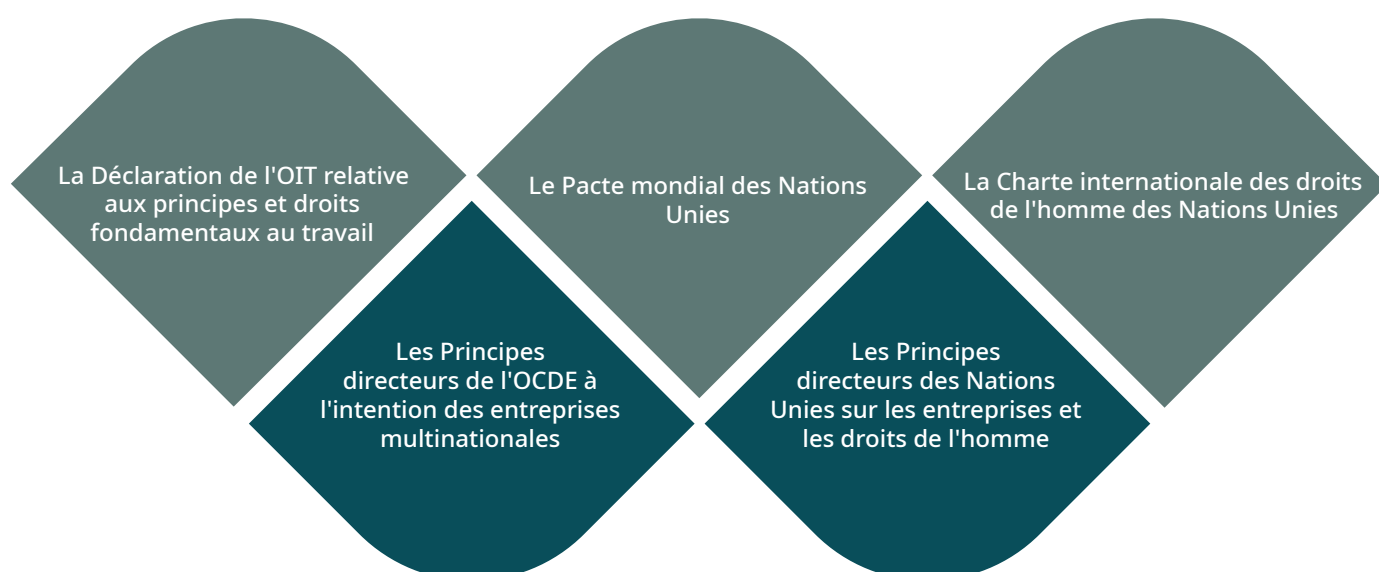 La Déclaration de l'OIT relative
aux principes et droits
fondamentaux au travail
Le Pacte mondial des Nations
Unies
La Charte internationale des droits
de l'homme des Nations Unies
Les Principes
directeurs de l'OCDE à
l'intention des entreprises
multinationales
Les Principes
directeurs des Nations
Unies sur les entreprises et
les droits de l'homme